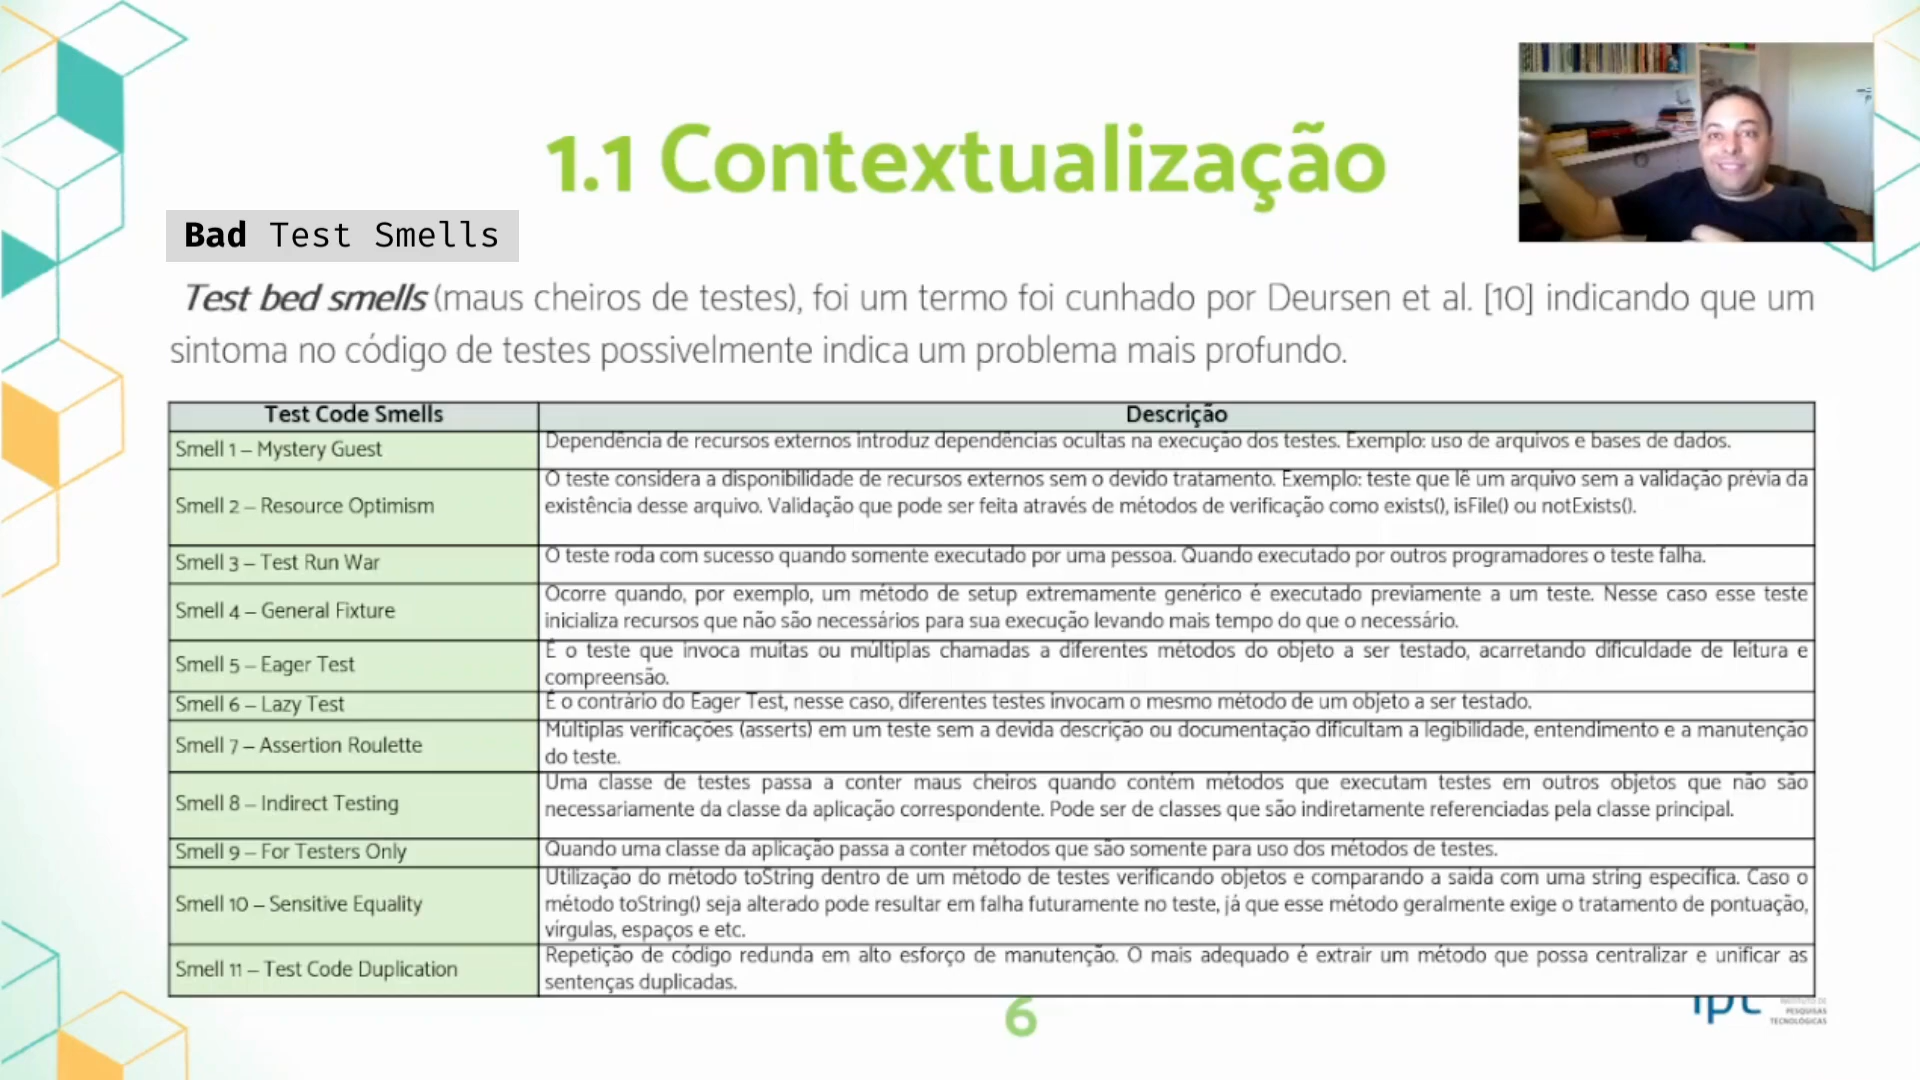 1.1 Contextualização
Bad Test Smells
Test bed smells (maus cheiros de testes), foi um termo foi cunhado por Deursen et al. [10] indicando que um
sintoma no código de testes possivelmente indica um problema mais profundo.
Test Code Smells
Descrição
Smell 1 – Mystery Guest
Dependência de recursos externos introduz dependências ocultas na execução dos testes. Exemplo: uso de arquivos e bases de dados.
Smell 2 – Resource Optimism
O teste considera a disponibilidade de recursos externos sem o devido tratamento. Exemplo: teste que lê um arquivo sem a validação prévia da
existência desse arquivo. Validação que pode ser feita através de métodos de verificação como exists(), isFile() ou notExists().
Smell 3 – Test Run War
O teste roda com sucesso quando somente executado por uma pessoa. Quando executado por outros programadores o teste falha.
Smell 4 – General Fixture
Ocorre quando, por exemplo, um método de setup extremamente genérico é executado previamente a um teste. Nesse caso esse teste
inicializa recursos que não são necessários para sua execução levando mais tempo do que o necessário.
Smell 5 – Eager Test
É o teste que invoca muitas ou múltiplas chamadas a diferentes métodos do objeto a ser testado, acarretando dificuldade de leitura e
compreensão.
Smell 6 – Lazy Test
É o contrário do Eager Test, nesse caso, diferentes testes invocam o mesmo método de um objeto a ser testado.
Smell 7 – Assertion Roulette
Múltiplas verificações (asserts) em um teste sem a devida descrição ou documentação dificultam a legibilidade, entendimento e a manutenção
do teste.
Smell 8 – Indirect Testing
Uma classe de testes passa a conter maus cheiros quando contém métodos que executam testes em outros objetos que não são
necessariamente da classe da aplicação correspondente. Pode ser de classes que são indiretamente referenciadas pela classe principal.
Smell 9 – For Testers Only
Quando uma classe da aplicação passa a conter métodos que são somente para uso dos métodos de testes.
Smell 10 – Sensitive Equality
Utilização do método toString dentro de um método de testes verificando objetos e comparando a saída com uma string específica. Caso o
método toString() seja alterado pode resultar em falha futuramente no teste, já que esse método geralmente exige o tratamento de pontuação,
vírgulas, espaços e etc.
Smell 11 – Test Code Duplication
Repetição de código redunda em alto esforço de manutenção. O mais adequado é extrair um método que possa centralizar e unificar as
sentenças duplicadas.
6
ipt
INSTITUTO DE
PESQUISAS
TECNOLÓGICAS